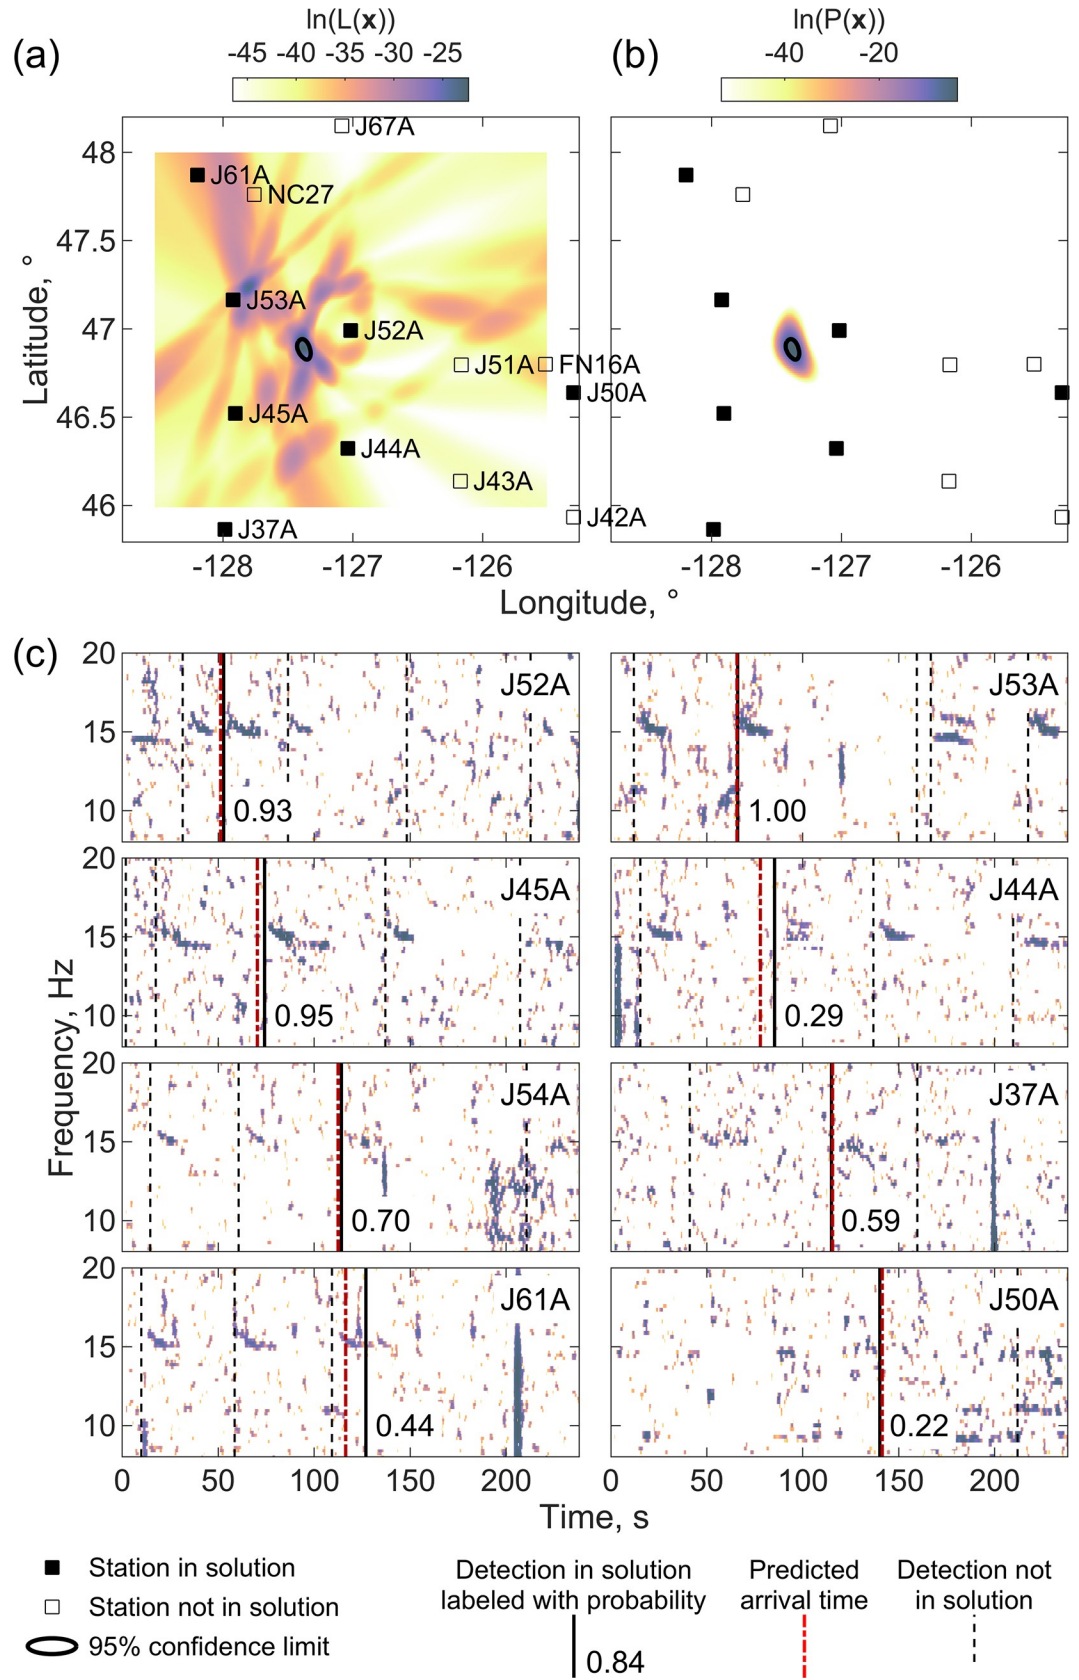 ln(L(x))
ln(P(x))
(a)
-45 -40 -35 -30 -25
(b)
-40 -20
J67A
48
J61A
NC27
47.5
J53A
47
J52A
J51A
FN16A
J50A
46.5
J45A
J44A
J43A
46
J42A
J37A
Latitude, °
-128 -127 -126
-128 -127 -126
Longitude, °
(c)
20
15
10
J52A
0.93
J53A
1.00
20
15
10
J45A
0.95
J44A
0.29
20
15
10
J54A
0.70
J37A
0.59
20
15
10
J61A
0.44
J50A
0.22
Frequency, Hz
0 50 100 150 200
0 50 100 150 200
Time, s
Station in solution
Station not in solution
95% confidence limit
Detection in solution
labeled with probability
0.84
Predicted
arrival time
Detection not
in solution